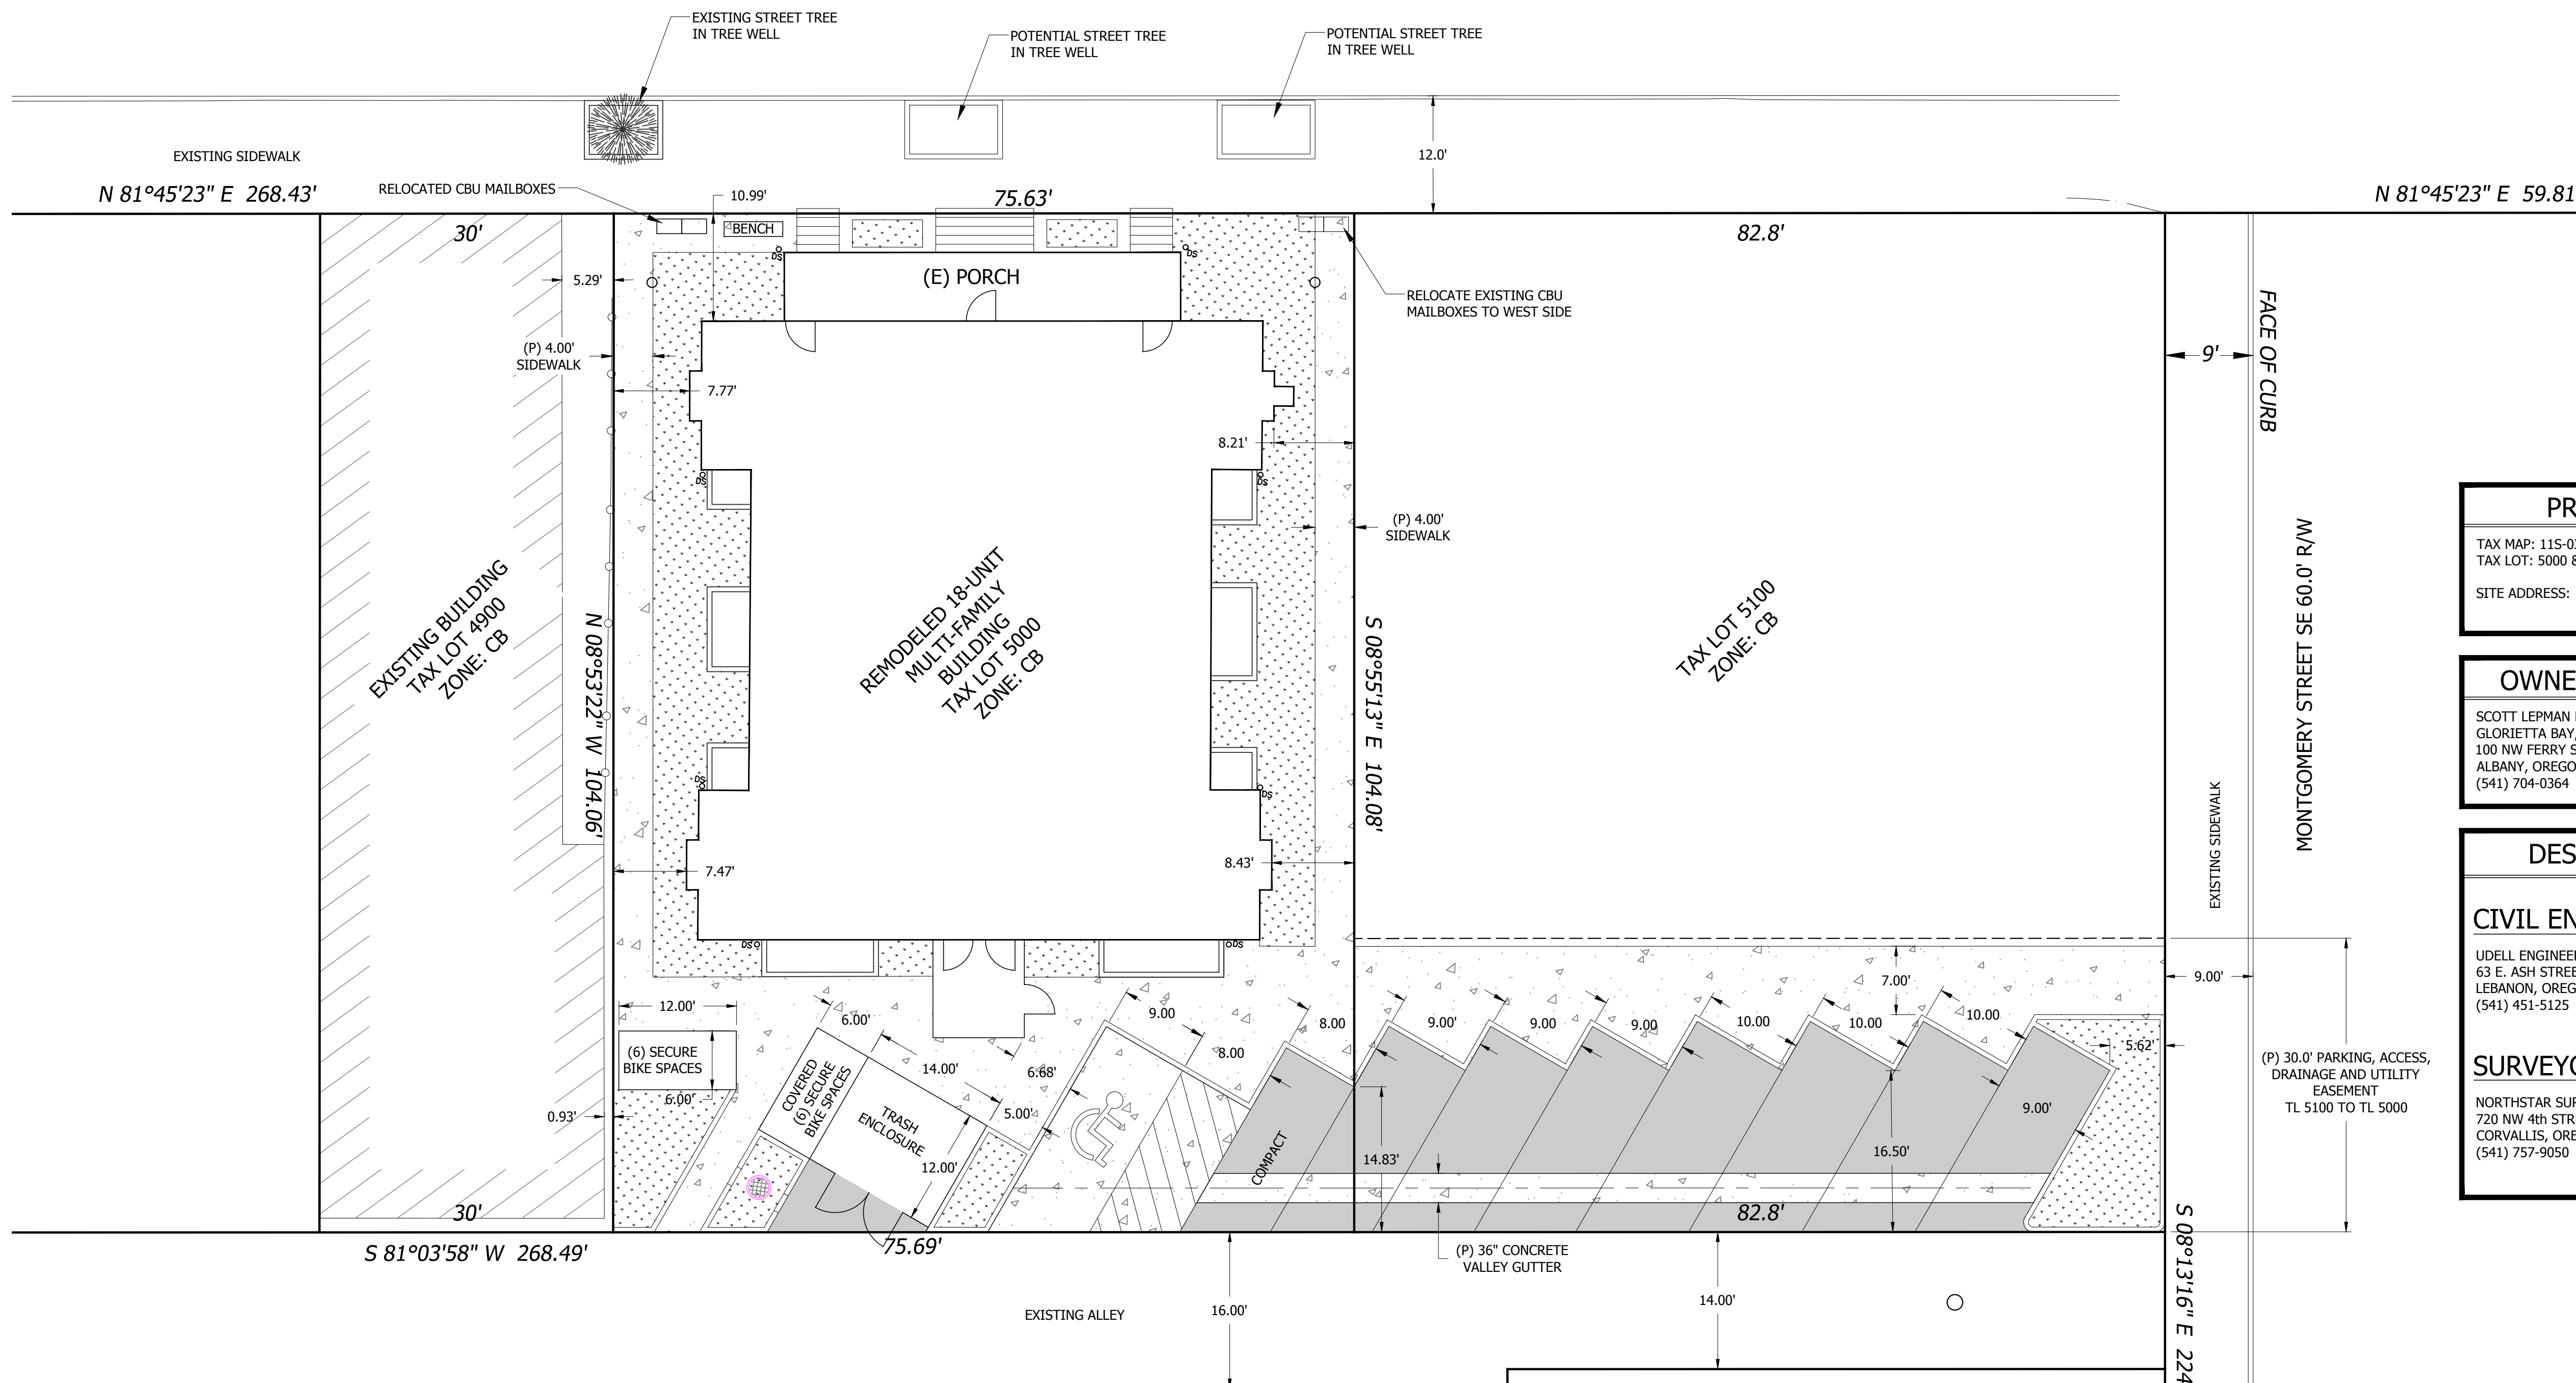 EXISTING STREET TREE
IN TREE WELL
POTENTIAL STREET TREE
IN TREE WELL
POTENTIAL STREET TREE
IN TREE WELL
EXISTING SIDEWALK
12.0'
N 81°45'23" E 268.43'
RELOCATED CBU MAILBOXES
10.99'
75.63'
N 81°45'23" E 59.81
30'
BENCH
82.8'
DS
DS
5.29'
(E) PORCH
RELOCATE EXISTING CBU
MAILBOXES TO WEST SIDE
FACE OF CURB
(P) 4.00'
SIDEWALK
9'
7.77'
8.21'
DS
DS
(P) 4.00'
SIDEWALK
EXISTING BUILDING
TAX LOT 4900
ZONE: CB
N 08°53'22" W 104.06'
REMODELED 18-UNIT
MULTI-FAMILY
BUILDING
TAX LOT 5000
ZONE: CB
S 08°55'13" E 104.08'
TAX LOT 5100
ZONE: CB
MONTGOMERY STREET SE 60.0' R/W
PR
TAX MAP: 11S-03
TAX LOT: 5000 &
SITE ADDRESS:
OWNE
SCOTT LEPMAN
GLORIETTA BAY,
100 NW FERRY S
ALBANY, OREGO
(541) 704-0364
DS
DS
7.47'
8.43'
EXISTING SIDEWALK
DES
CIVIL EN
UDELL ENGINEE
63 E. ASH STREE
LEBANON, OREG
(541) 451-5125
SURVEYO
NORTHSTAR SUR
720 NW 4th STR
CORVALLIS, ORE
(541) 757-9050
DS
DS
7.00'
9.00'
12.00'
6.00'
9.00
8.00
9.00'
9.00
9.00
10.00
10.00
10.00
(6) SECURE
BIKE SPACES
6.00'
COVERED
(6) SECURE
BIKE SPACES
14.00'
6.68'
8.00
5.62'
(P) 30.0' PARKING, ACCESS,
DRAINAGE AND UTILITY
EASEMENT
TL 5100 TO TL 5000
0.93'
TRASH
ENCLOSURE
5.00'
12.00'
COMPACT
14.83'
16.50'
9.00'
30'
82.8'
S 81°03'58" W 268.49'
75.69'
(P) 36" CONCRETE
VALLEY GUTTER
EXISTING ALLEY
16.00'
14.00'
S 08°13'16" E 224